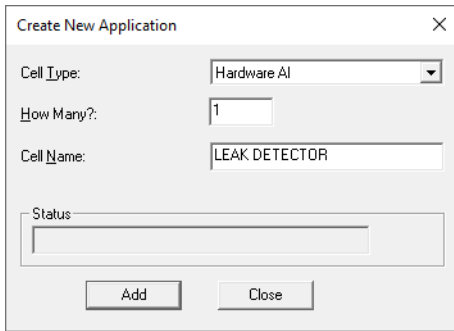 Create New Application
Cell Type: Hardware AI
How Many?: 1
Cell Name: LEAK DETECTOR
Status
Add Close